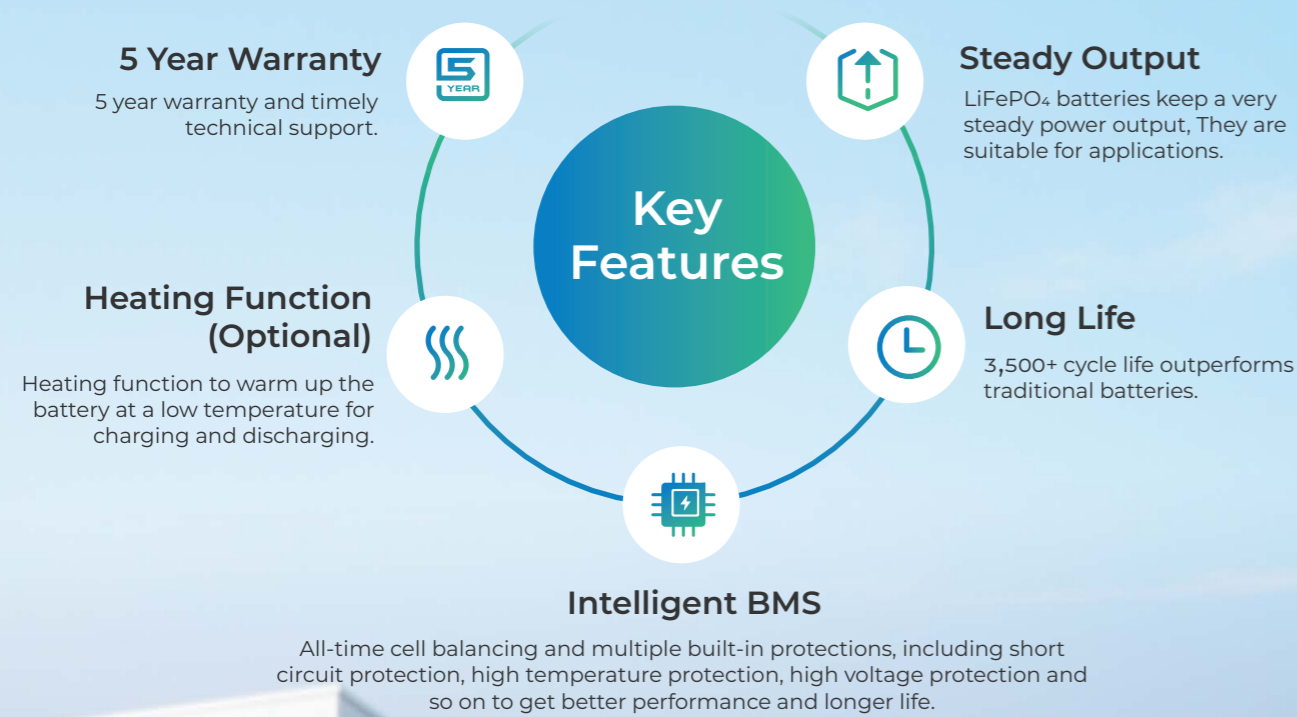 5 Year Warranty
5 year warranty and timely
technical support.
5
YEAR
Steady Output
LiFePO₄ batteries keep a very
steady power output, They are
suitable for applications.
Key
Features
Heating Function
(Optional)
Heating function to warm up the
battery at a low temperature for
charging and discharging.
Long Life
3,500+ cycle life outperforms
traditional batteries.
Intelligent BMS
All-time cell balancing and multiple built-in protections, including short
circuit protection, high temperature protection, high voltage protection and
so on to get better performance and longer life.